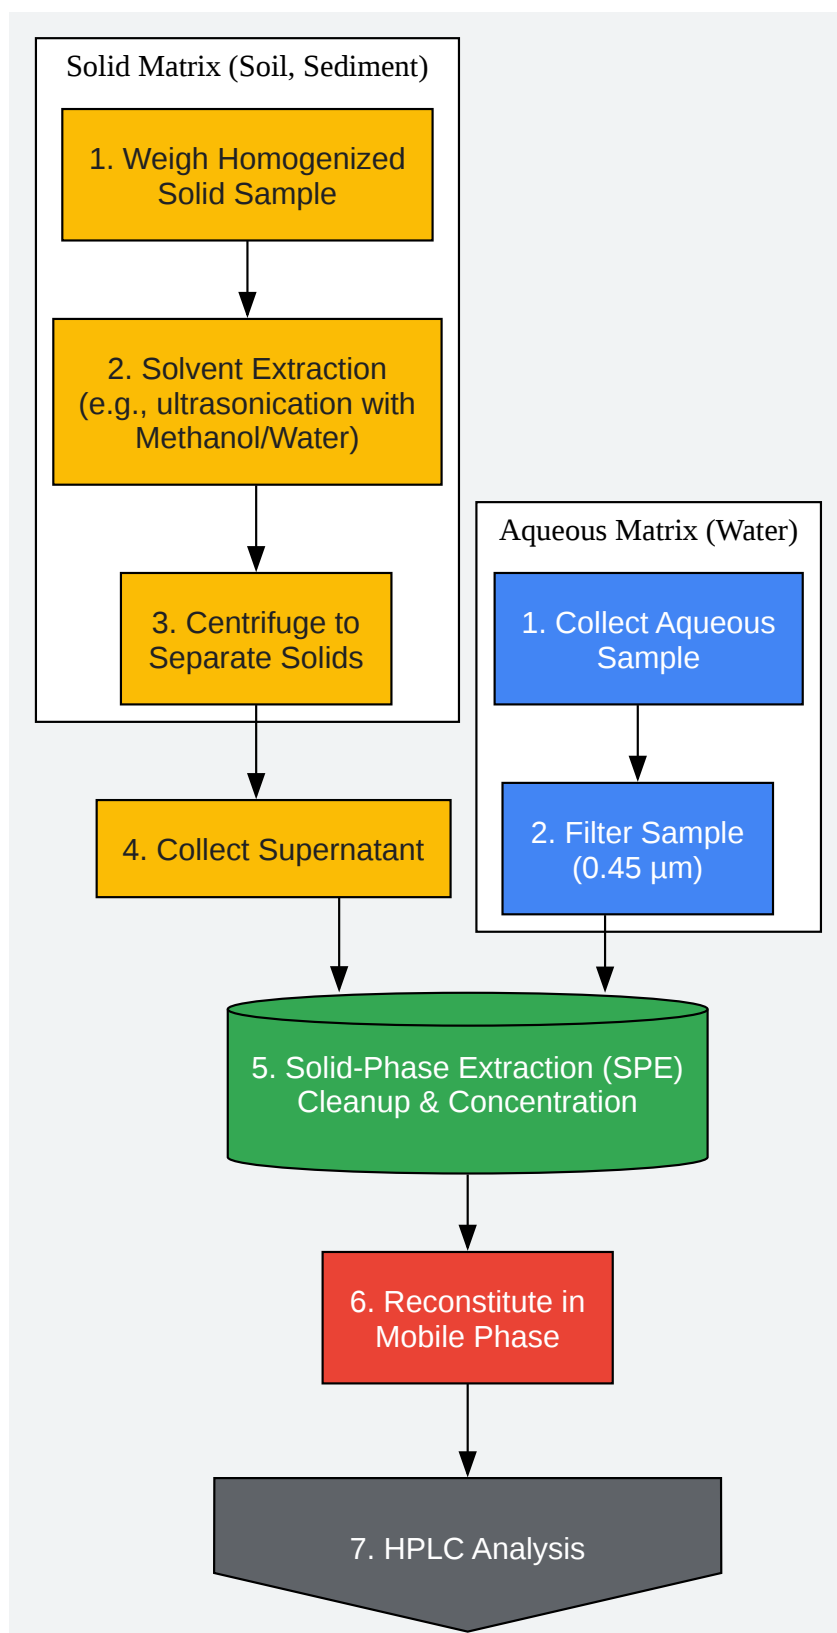 Solid Matrix (Soil, Sediment)
1. Weigh Homogenized
Solid Sample
2. Solvent Extraction
(e.g., ultrasonication with
Methanol/Water)
3. Centrifuge to
Separate Solids
4. Collect Supernatant
Aqueous Matrix (Water)
1. Collect Aqueous
Sample
2. Filter Sample
(0.45 µm)
5. Solid-Phase Extraction (SPE)
Cleanup & Concentration
6. Reconstitute in
Mobile Phase
7. HPLC Analysis